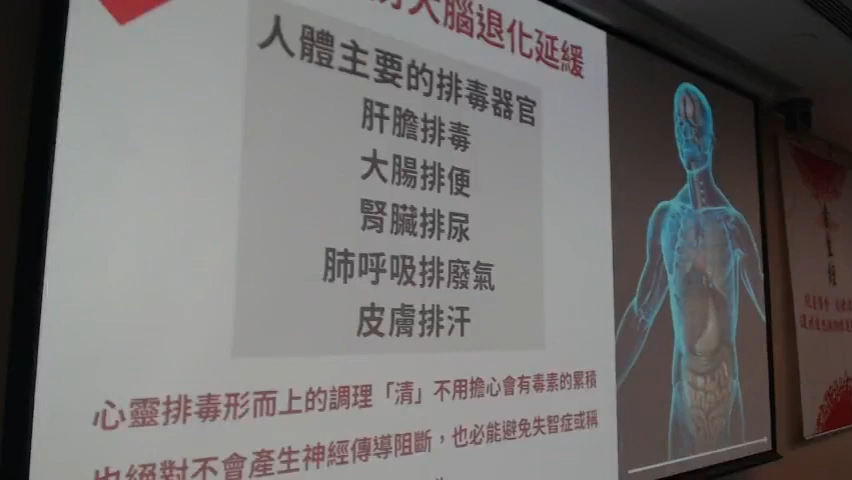 大腦退化延緩
人體主要的排毒器官
肝膽排毒
大腸排便
腎臟排尿
肺呼吸排廢氣
皮膚排汗
心靈排毒形而上的調理「清」不用擔心會有毒素的累積
也絕對不會產生神經傳導阻斷，也必能避免失智症或稱